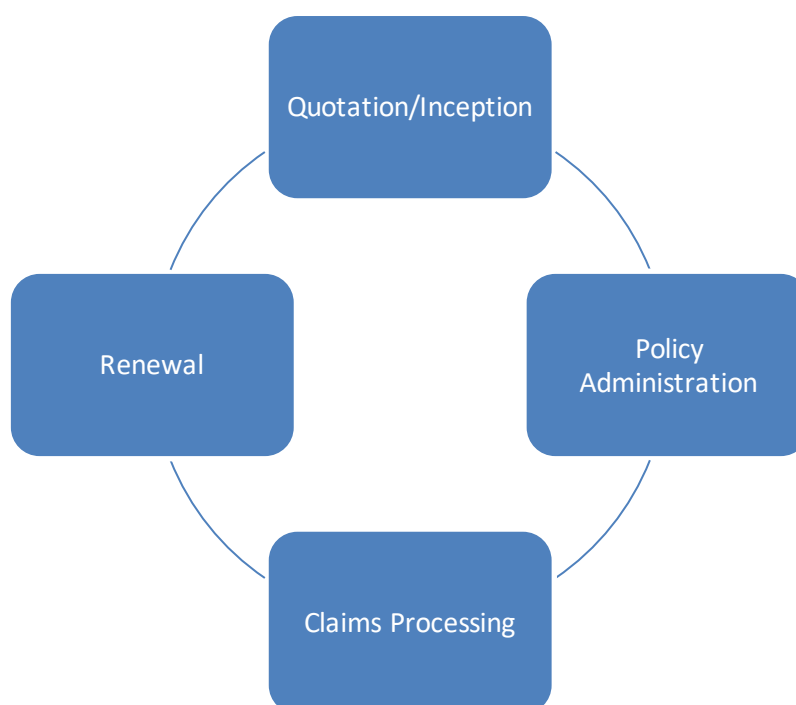 Quotation/Inception
Policy
Administration
Claims Processing
Renewal